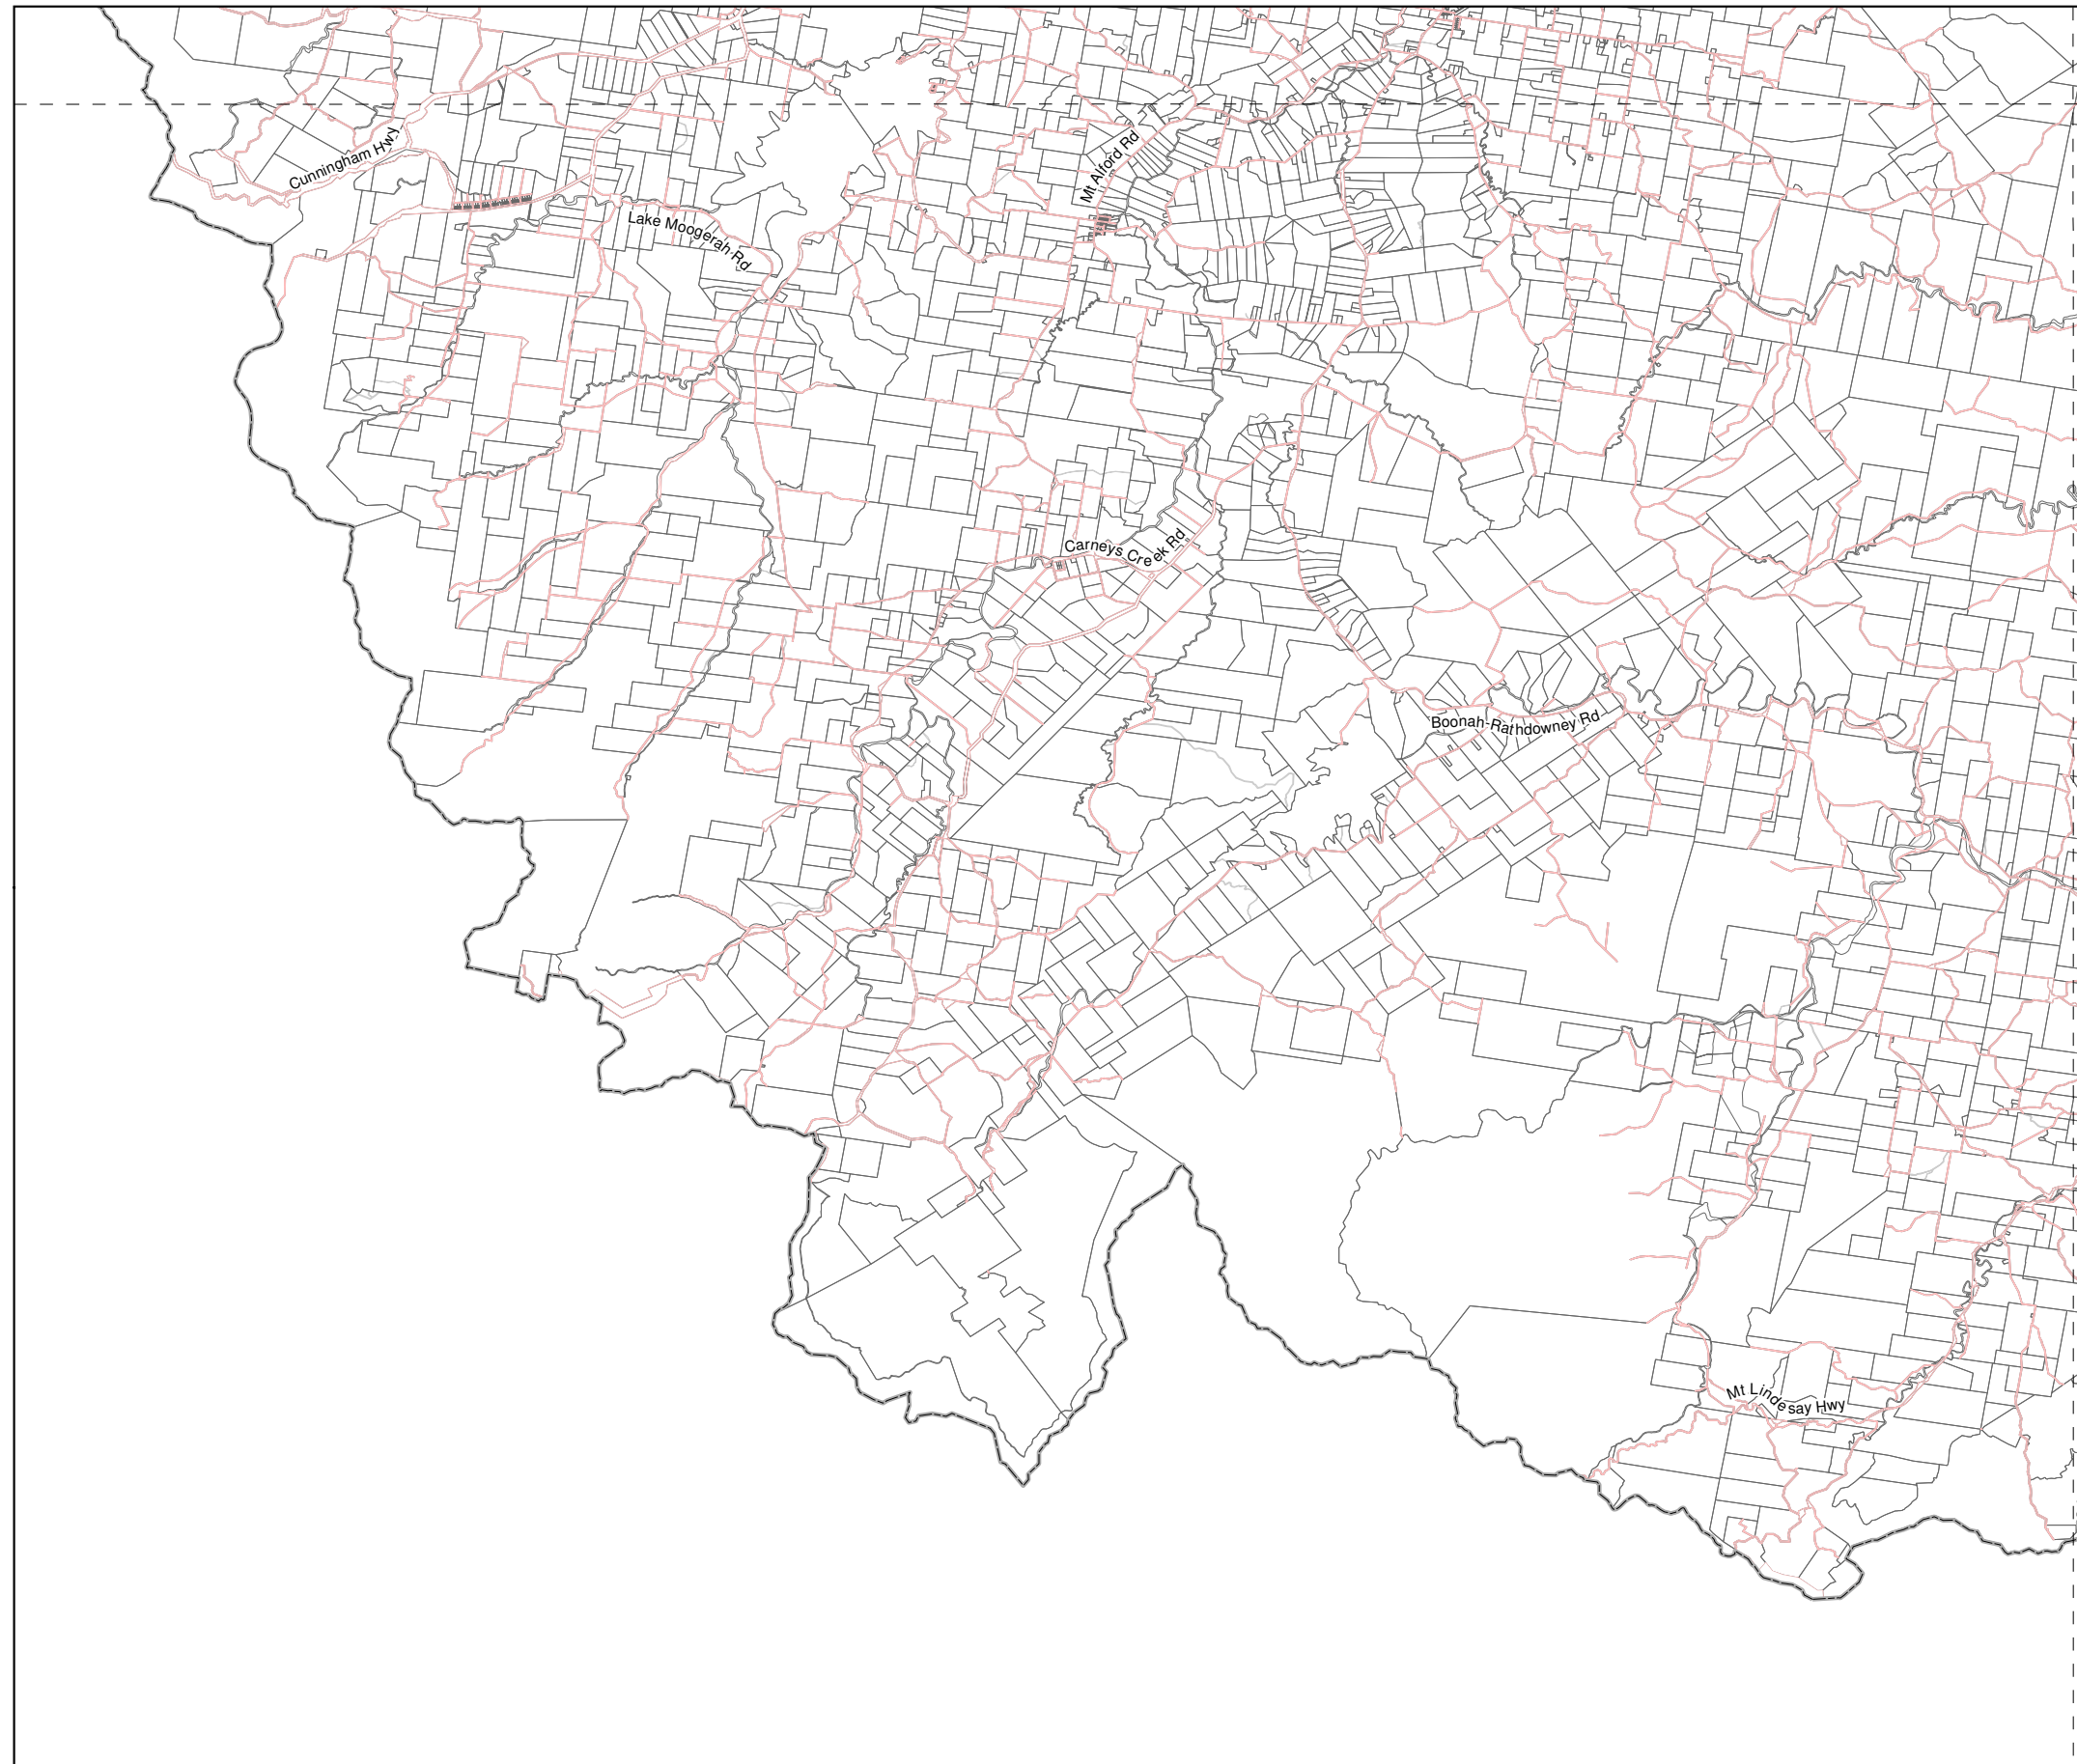 Cunningham Hwy
Mt Alford Rd
Lake Moogerah Rd
Carneys Creek Rd
Boonah-Rathdowney Rd
Mt Lindesay Hwy